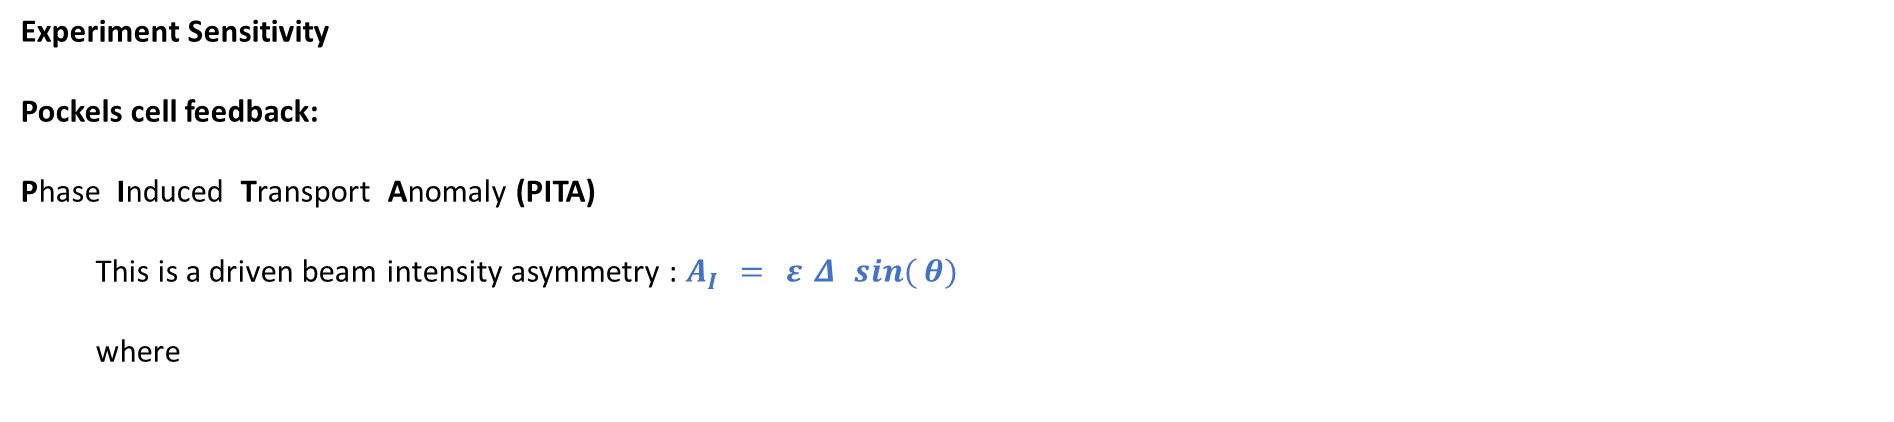 Experiment Sensitivity
Pockels cell feedback:
Phase Induced Transport Anomaly (PITA)
This is a driven beam intensity asymmetry : A_I = ε Δ sin( θ)
where